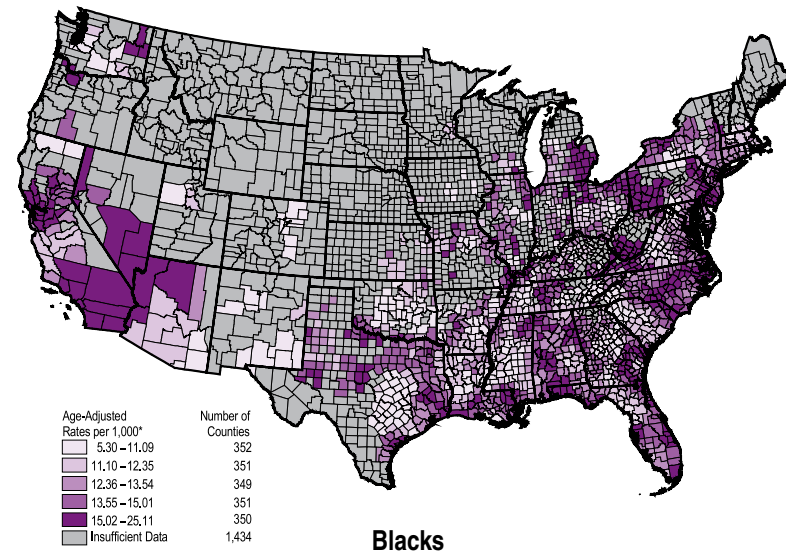 Age-Adjusted Number of
Rates per 1,000* Counties
5.30 – 11.09 352
11.10 – 12.35 351
12.36 – 13.54 349
13.55 – 15.01 351
15.02 – 25.11 350
Insufficient Data 1,434
Blacks